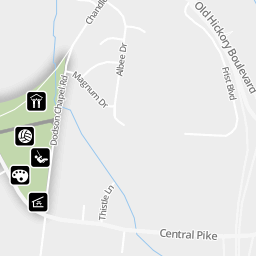 Chandle
Old Hickory Boulevard
Albee Dr
Frist Blvd
Magnum Dr
Dodson Chapel Rd
Thistle Ln
Central Pike